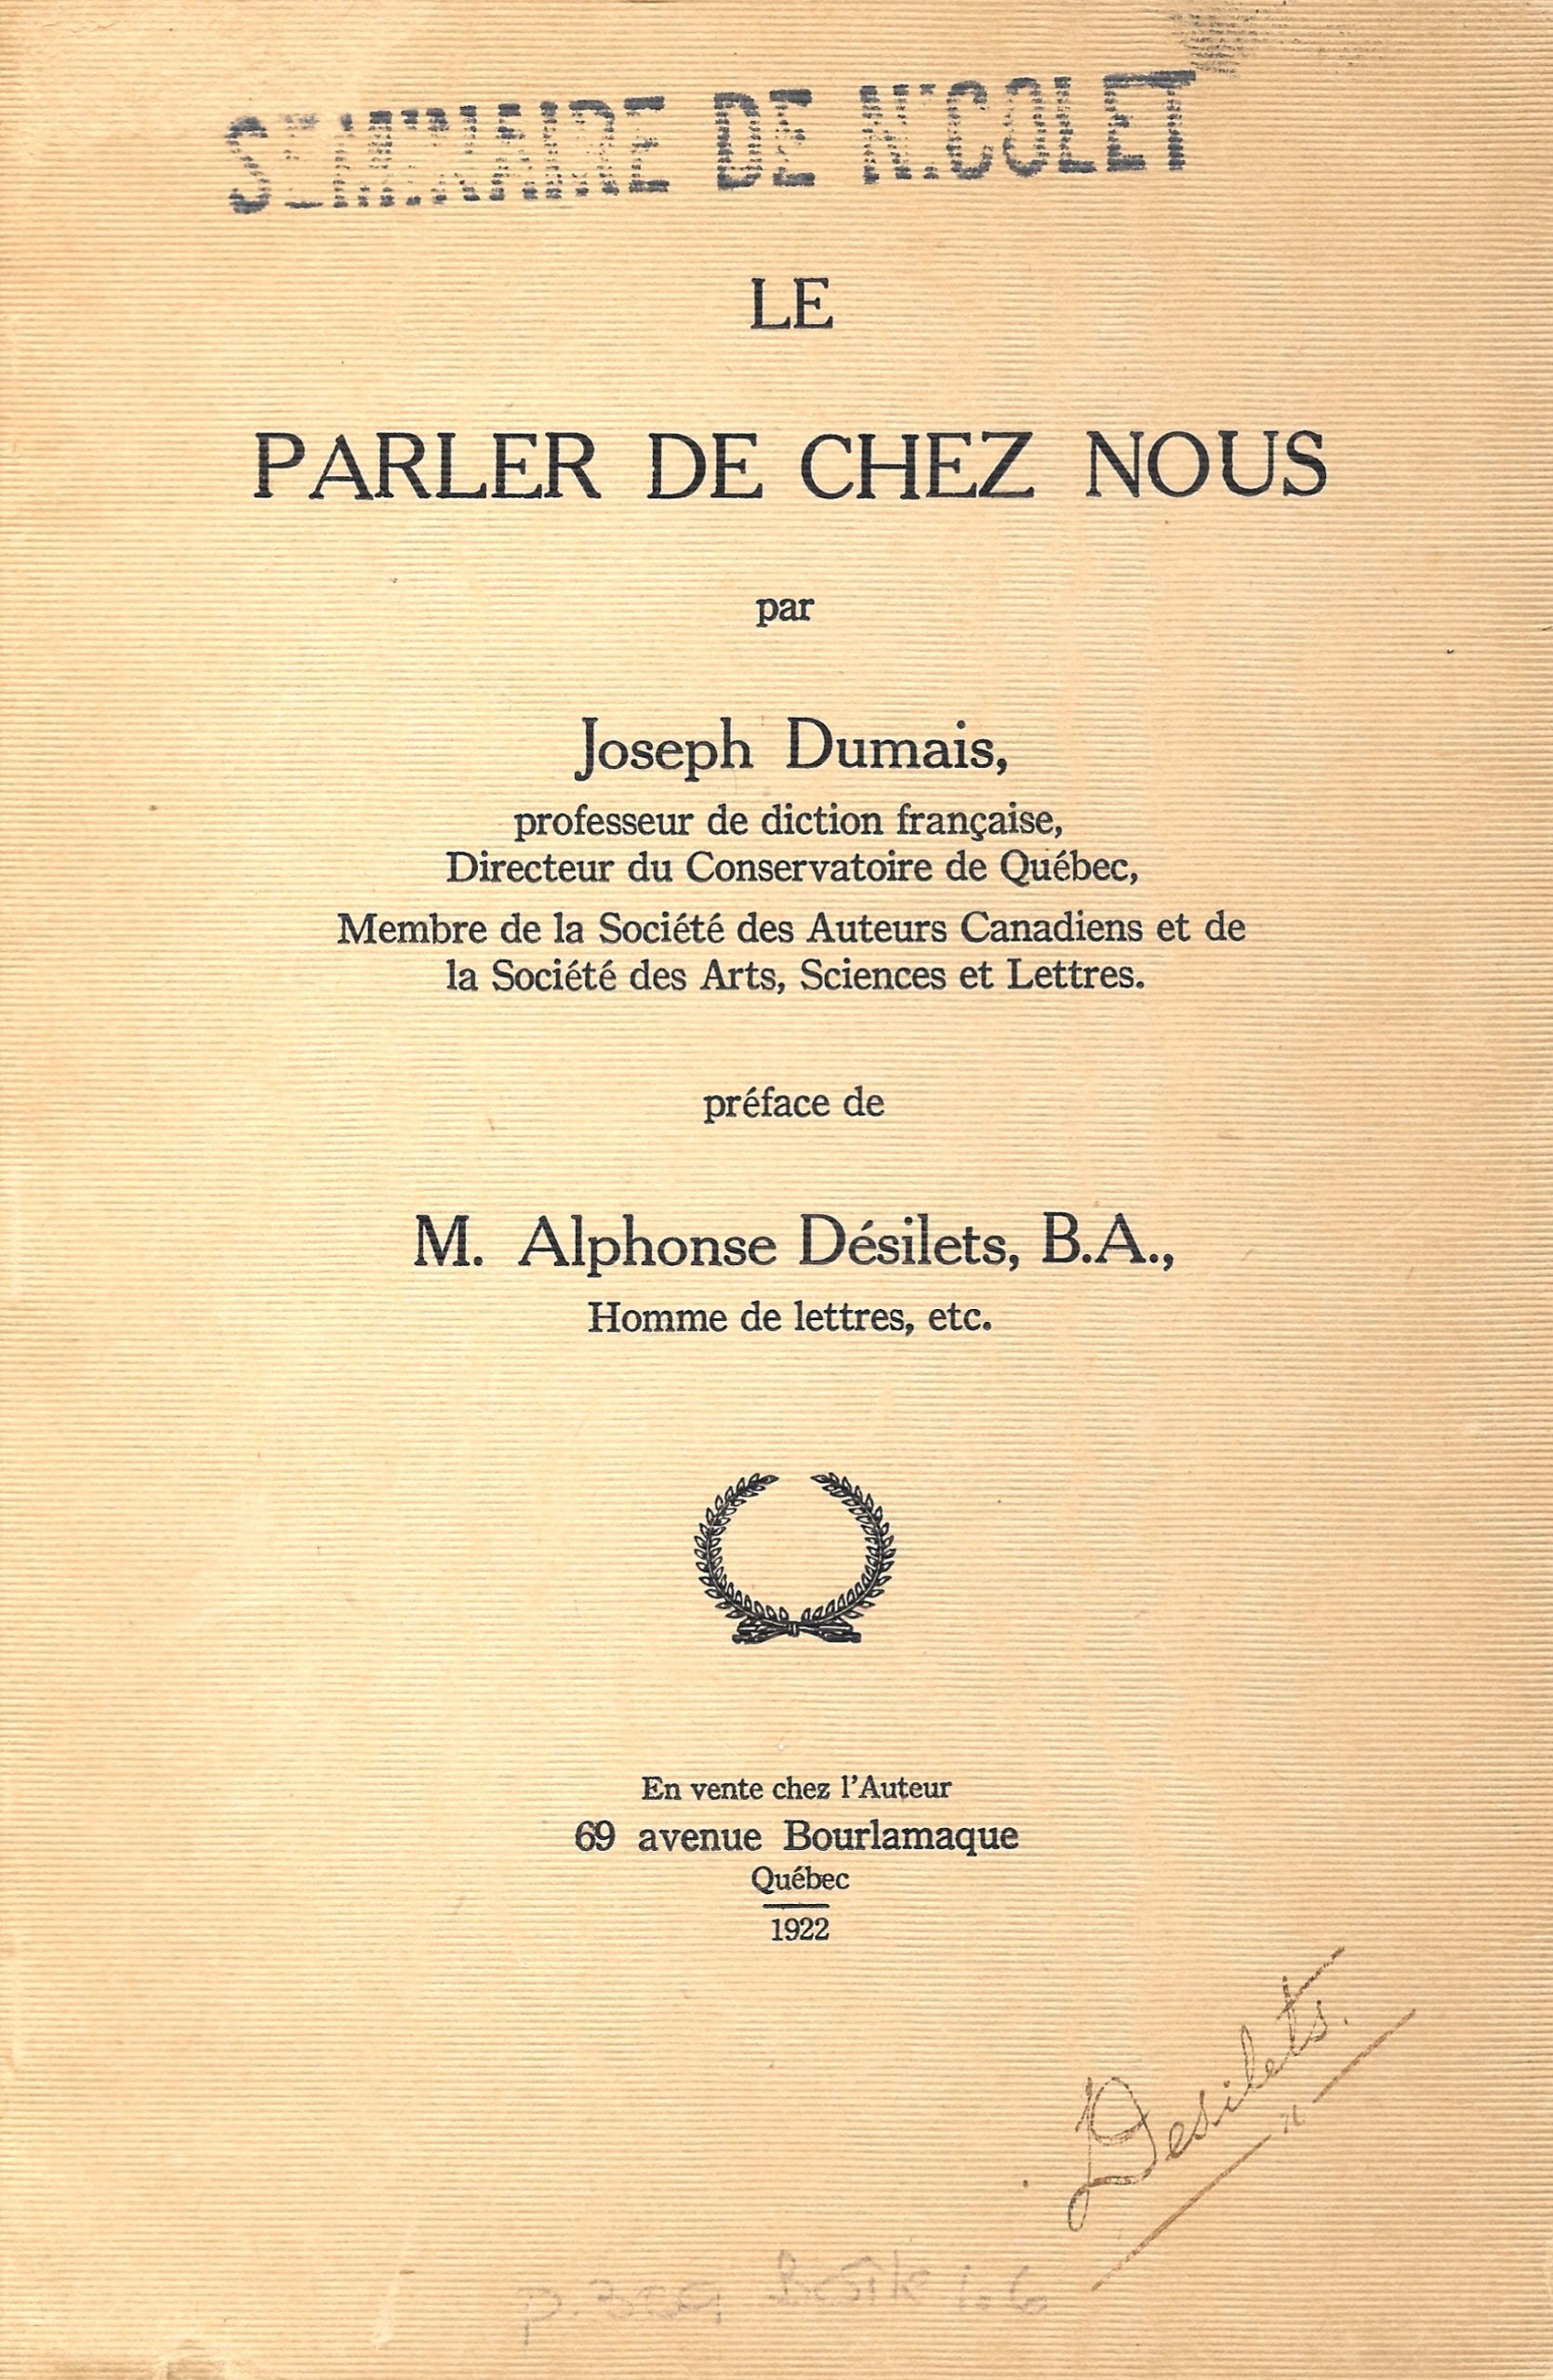 SEMINAIRE DE NICOLET
LE
PARLER DE CHEZ NOUS
par
Joseph Dumais,
professeur de diction française,
Directeur du Conservatoire de Québec,
Membre de la Société des Auteurs Canadiens et de
la Société des Arts, Sciences et Lettres.
préface de
M. Alphonse Désilets, B.A.,
Homme de lettres, etc.
En vente chez l'Auteur
69 avenue Bourlamaque
Québec
1922
Desilets.